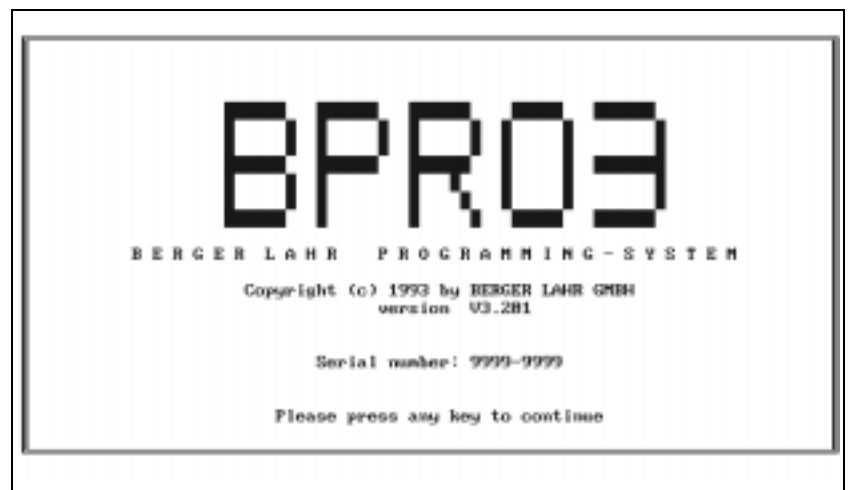 BPRO3
BERGER LAHR PROGRAMMING-SYSTEM
Copyright (c) 1993 by BERGER LAHR GMBH
version V3.201
Serial number: 9999-9999
Please press any key to continue